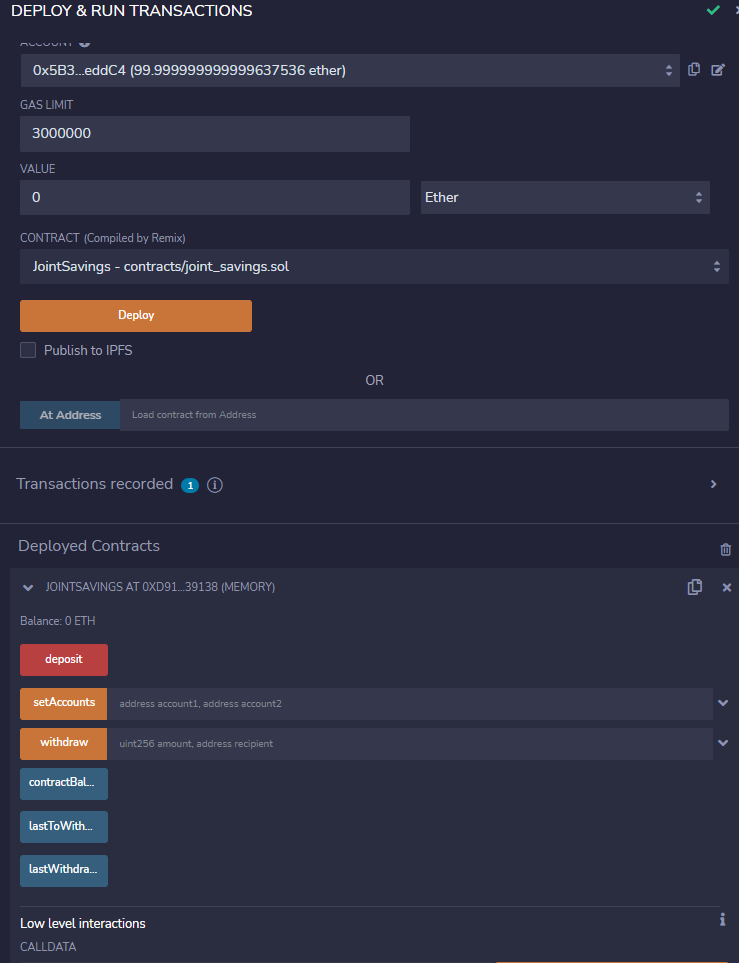 DEPLOY & RUN TRANSACTIONS
ACCOUNT
0x5B3...eddC4 (99.999999999999637536 ether)
GAS LIMIT
3000000
VALUE
0
Ether
CONTRACT (Compiled by Remix)
JointSavings - contracts/joint_savings.sol
Deploy
Publish to IPFS
OR
At Address
Load contract from Address
Transactions recorded 1
Deployed Contracts
JOINTSAVINGS AT 0XD91...39138 (MEMORY)
Balance: 0 ETH
deposit
setAccounts
address account1, address account2
withdraw
uint256 amount, address recipient
contractBal...
lastToWith...
lastWithdra...
Low level interactions
CALLDATA